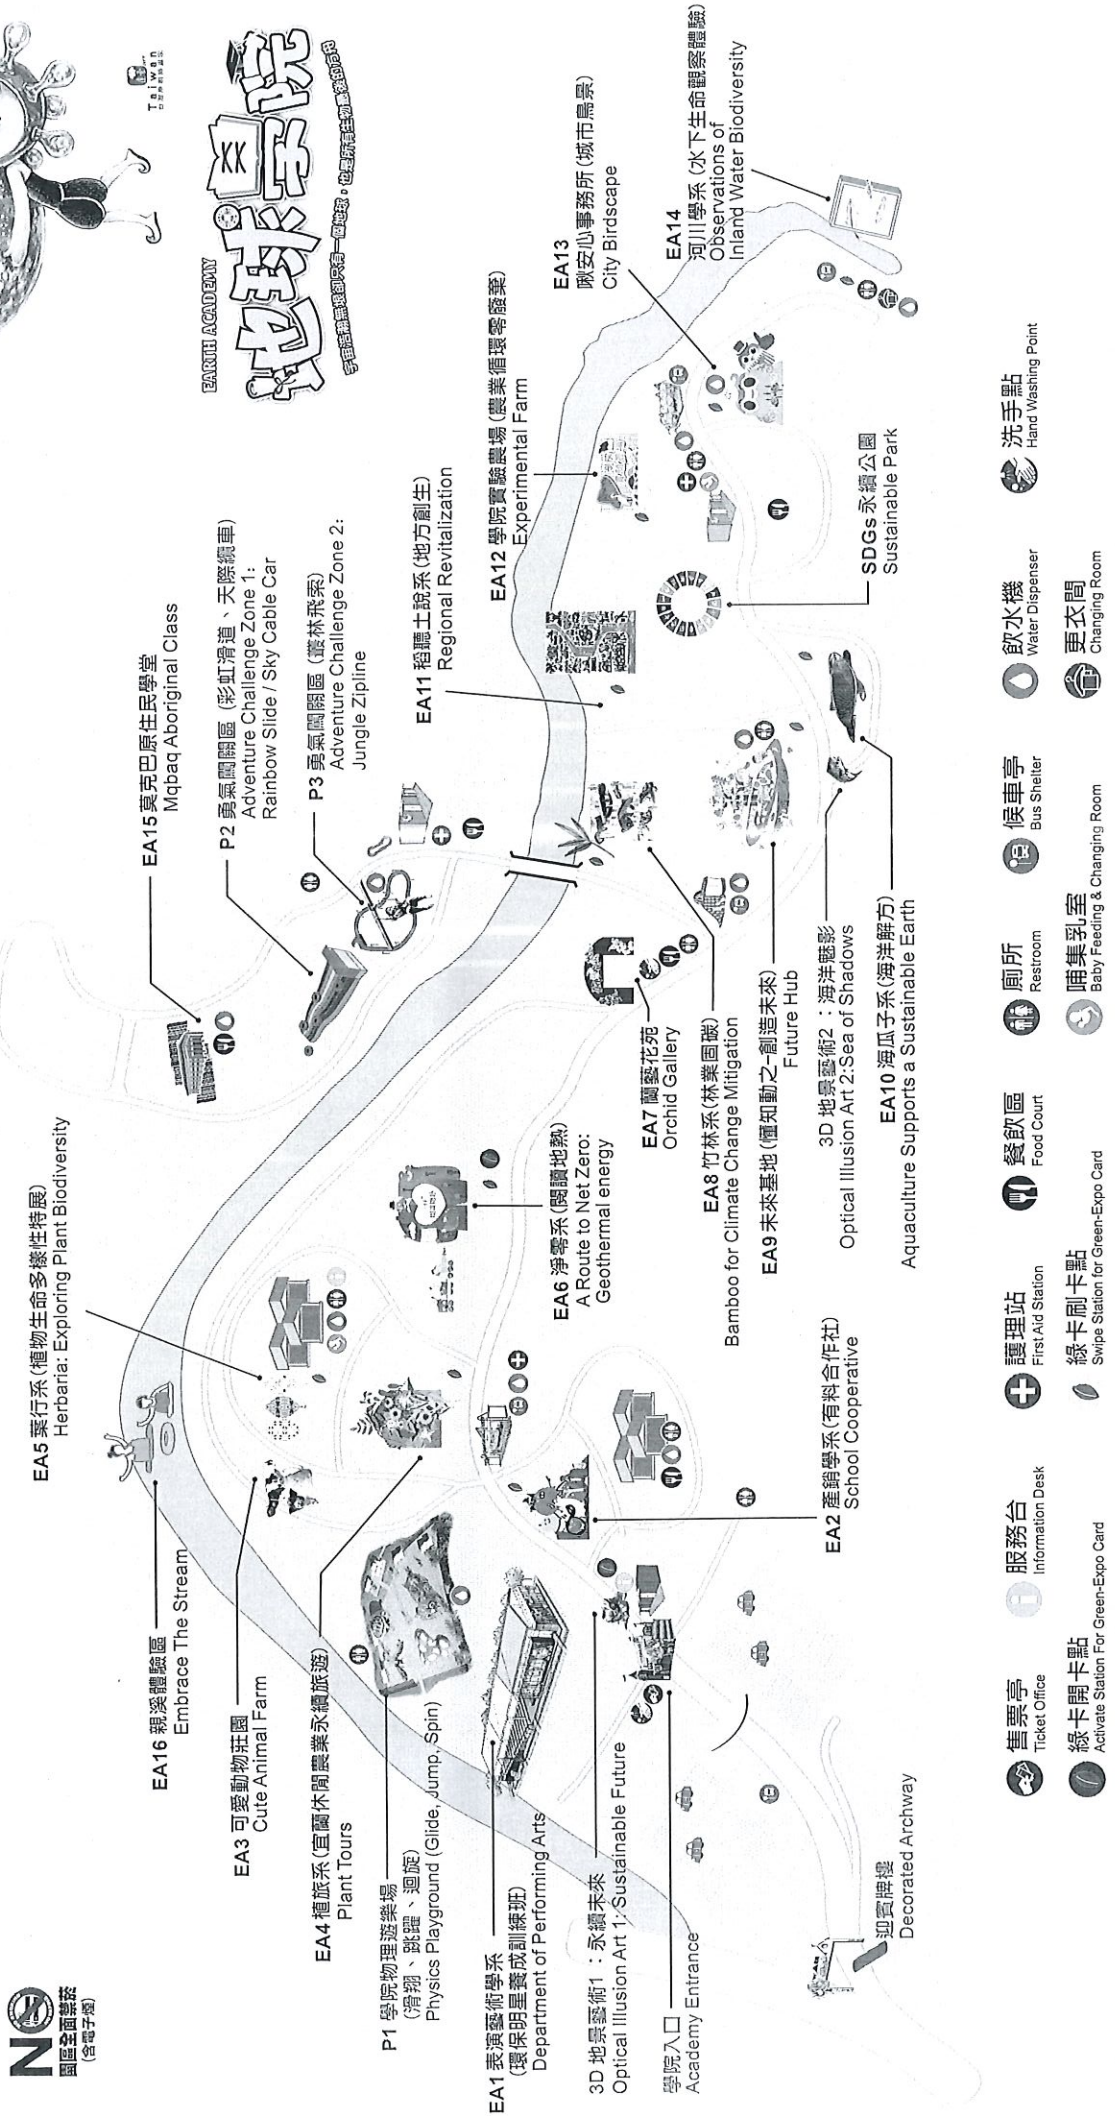 NO
園區全面禁菸
(含電子煙)
Taiwan
EARTH ACADEMY
地球學院
EA5 葉行系(植物生命多樣性特展)
Herbaria: Exploring Plant Biodiversity
EA16 親溪體驗區
Embrace The Stream
EA3 可愛動物莊園
Cute Animal Farm
EA4 植旅系(宜蘭休閒農業永續旅遊)
Plant Tours
P1 學院物理遊樂場
(滑翔、跳躍、迴旋)
Physics Playground (Glide, Jump, Spin)
EA1 表演藝術學系
(環保明星養成訓練班)
Department of Performing Arts
3D 地景藝術1:永續未來
Optical Illusion Art 1: Sustainable Future
學院入口
Academy Entrance
迎賓牌樓
Decorated Archway
EA15 莫克巴原住民學堂
Mqbaq Aboriginal Class
P2 勇氣闖關區 (彩虹滑道、天際纜車)
Adventure Challenge Zone 1:
Rainbow Slide / Sky Cable Car
P3 勇氣闖關區 (叢林飛索)
Adventure Challenge Zone 2:
Jungle Zipline
EA11 稻聽土說系(地方創生)
Regional Revitalization
EA12 學院實驗農場(農業循環零廢棄)
Experimental Farm
EA13
啾安心事務所(城市鳥景)
City Birdscape
EA14
河川學系(水下生命觀察體驗)
Observations of
Inland Water Biodiversity
SDGs 永續公園
Sustainable Park
EA6 淨零系(閱讀地熱)
A Route to Net Zero:
Geothermal energy
EA7 蘭藝花苑
Orchid Gallery
EA8 竹林系(林業固碳)
Bamboo for Climate Change Mitigation
EA9 未來基地(懂知動之-創造未來)
Future Hub
3D 地景藝術2:海洋魅影
Optical Illusion Art 2:Sea of Shadows
EA10 海瓜子系(海洋解方)
Aquaculture Supports a Sustainable Earth
EA2 產銷學系(有料合作社)
School Cooperative
售票亭
Ticket Office
服務台
Information Desk
護理站
First Aid Station
餐飲區
Food Court
廁所
Restroom
候車亭
Bus Shelter
飲水機
Water Dispenser
洗手點
Hand Washing Point
綠卡開卡點
Activate Station For Green-Expo Card
綠卡刷卡點
Swipe Station for Green-Expo Card
哺集乳室
Baby Feeding & Changing Room
更衣間
Changing Room